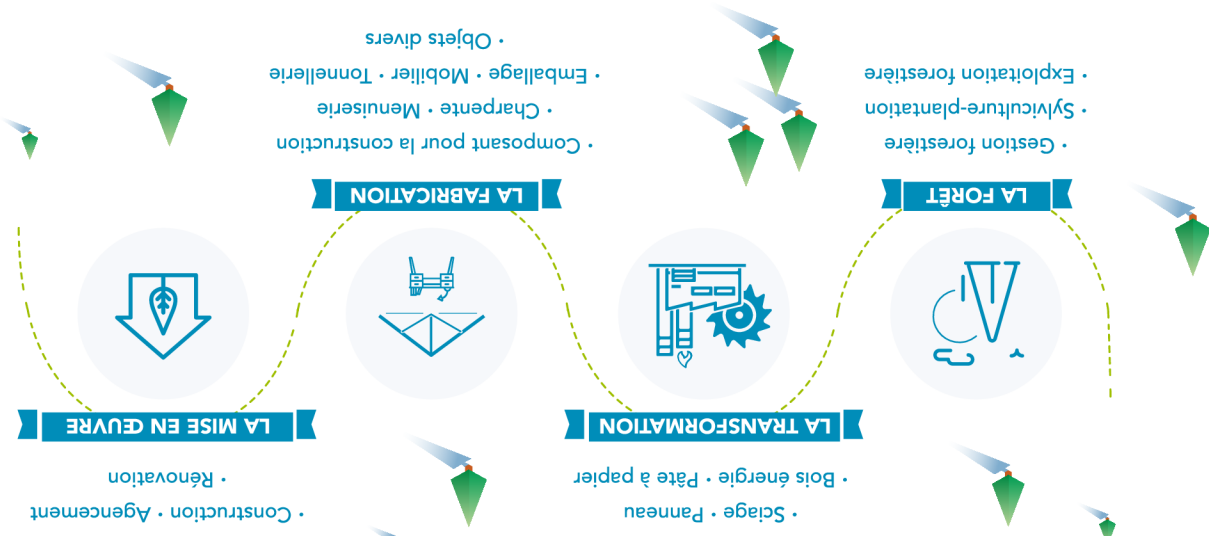 • Sciage • Panneau
• Bois énergie • Pâte à papier
LA TRANSFORMATION
• Construction • Agencement
• Rénovation
LA MISE EN ŒUVRE
LA FORÊT
• Gestion forestière
• Sylviculture-plantation
• Exploitation forestière
LA FABRICATION
• Composant pour la construction
• Charpente • Menuiserie
• Emballage • Mobilier • Tonnellerie
• Objets divers